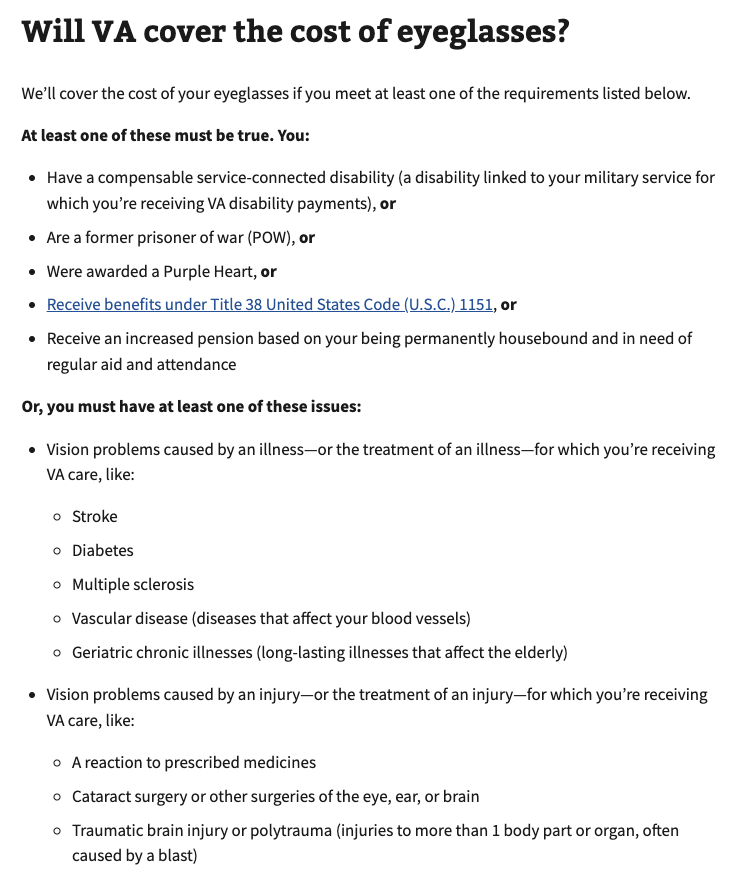 Will VA cover the cost of eyeglasses?
We’ll cover the cost of your eyeglasses if you meet at least one of the requirements listed below.
At least one of these must be true. You:
• Have a compensable service-connected disability (a disability linked to your military service for
which you’re receiving VA disability payments), or
• Are a former prisoner of war (POW), or
• Were awarded a Purple Heart, or
• Receive benefits under Title 38 United States Code (U.S.C.) 1151, or
• Receive an increased pension based on your being permanently housebound and in need of
regular aid and attendance
Or, you must have at least one of these issues:
• Vision problems caused by an illness—or the treatment of an illness—for which you’re receiving
VA care, like:
◦ Stroke
◦ Diabetes
◦ Multiple sclerosis
◦ Vascular disease (diseases that affect your blood vessels)
◦ Geriatric chronic illnesses (long-lasting illnesses that affect the elderly)
• Vision problems caused by an injury—or the treatment of an injury—for which you’re receiving
VA care, like:
◦ A reaction to prescribed medicines
◦ Cataract surgery or other surgeries of the eye, ear, or brain
◦ Traumatic brain injury or polytrauma (injuries to more than 1 body part or organ, often
caused by a blast)